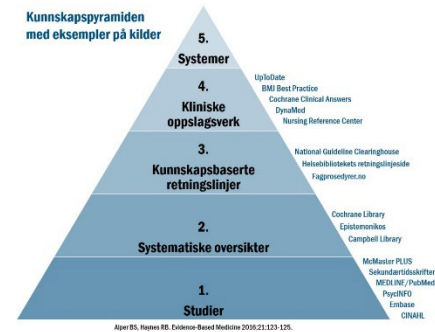 Kunnskapspyramiden
med eksempler på kilder
5.
Systemer
4.
Kliniske
oppslagsverk
UpToDate
BMJ Best Practice
Cochrane Clinical Answers
DynaMed
Nursing Reference Center
3.
Kunnskapsbaserte
retningslinjer
National Guideline Clearinghouse
Helsebibliotekets retningslinjeside
Fagprosedyrer.no
2.
Systematiske oversikter
Cochrane Library
Epistemonikos
Campbell Library
1.
Studier
McMaster PLUS
Sekundærtidsskrifter
MEDLINE/PubMed
PsycINFO
Embase
CINAHL
Alper BS, Haynes RB. Evidence-Based Medicine 2016;21:123-125.